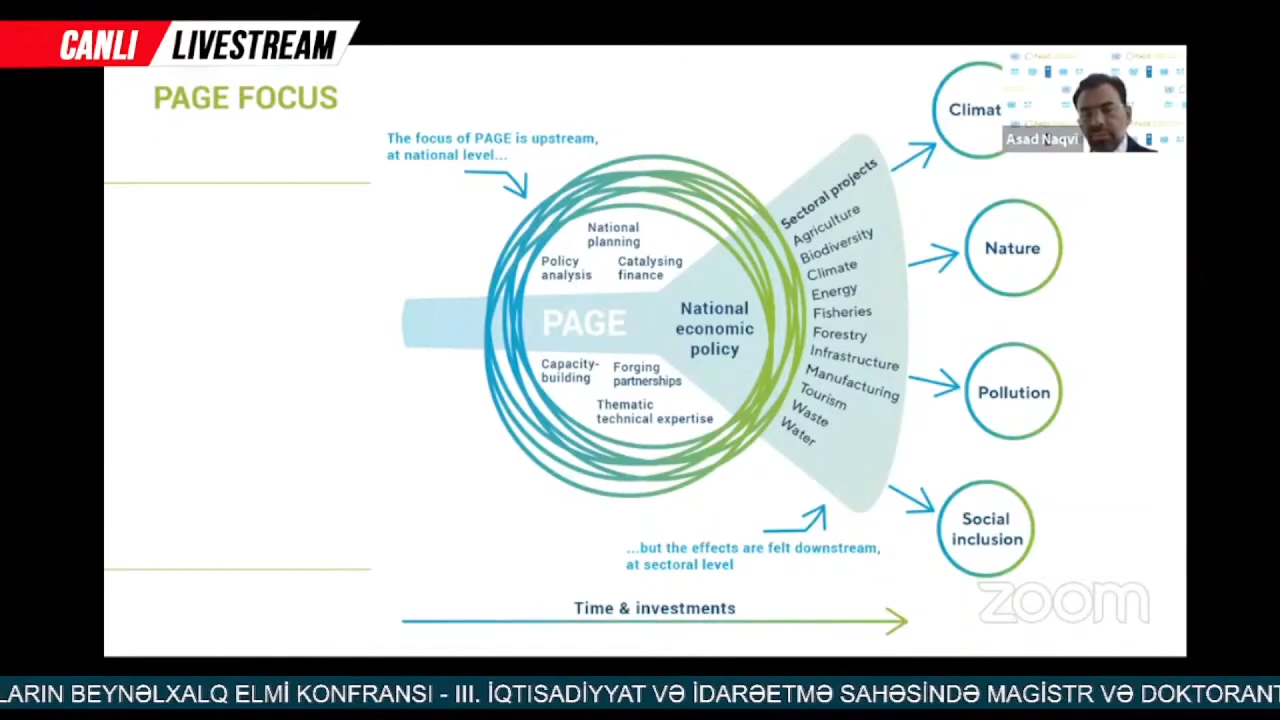 CANLI LIVESTREAM
PAGE FOCUS
The focus of PAGE is upstream,
at national level...
National
planning
Policy
analysis
Catalysing
finance
PAGE
National
economic
policy
Capacity-
building
Forging
partnerships
Thematic
technical expertise
Sectoral projects
Agriculture
Biodiversity
Climate
Energy
Fisheries
Forestry
Infrastructure
Manufacturing
Tourism
Waste
Water
Climat
Asad Naqvi
Nature
Pollution
Social
inclusion
...but the effects are felt downstream,
at sectoral level
Time & investments
zoom
LARIN BEYNƏLXALQ ELMİ KONFRANSI - III. İQTISADİYYAT VƏ İDARƏETMƏ SAHƏSİNDƏ MAGİSTR VƏ DOKTORANT